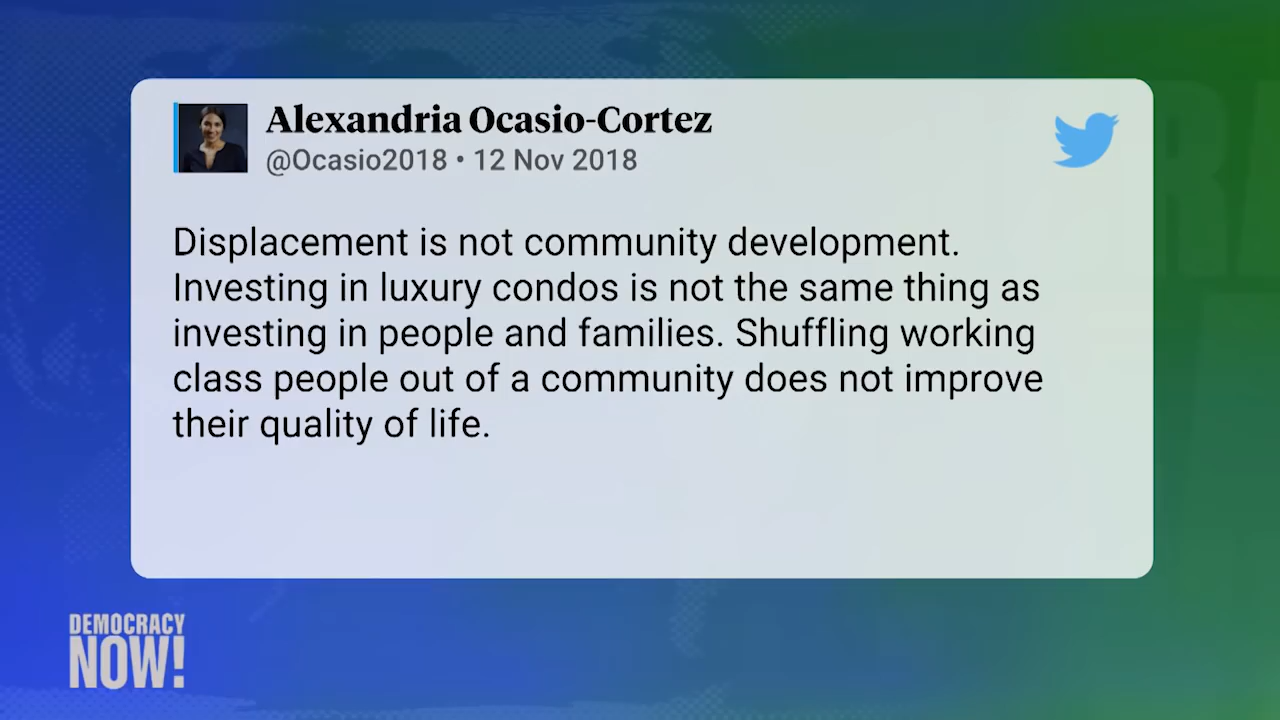 Alexandria Ocasio-Cortez
@Ocasio2018 • 12 Nov 2018
Displacement is not community development.
Investing in luxury condos is not the same thing as
investing in people and families. Shuffling working
class people out of a community does not improve
their quality of life.
DEMOCRACY
NOW!